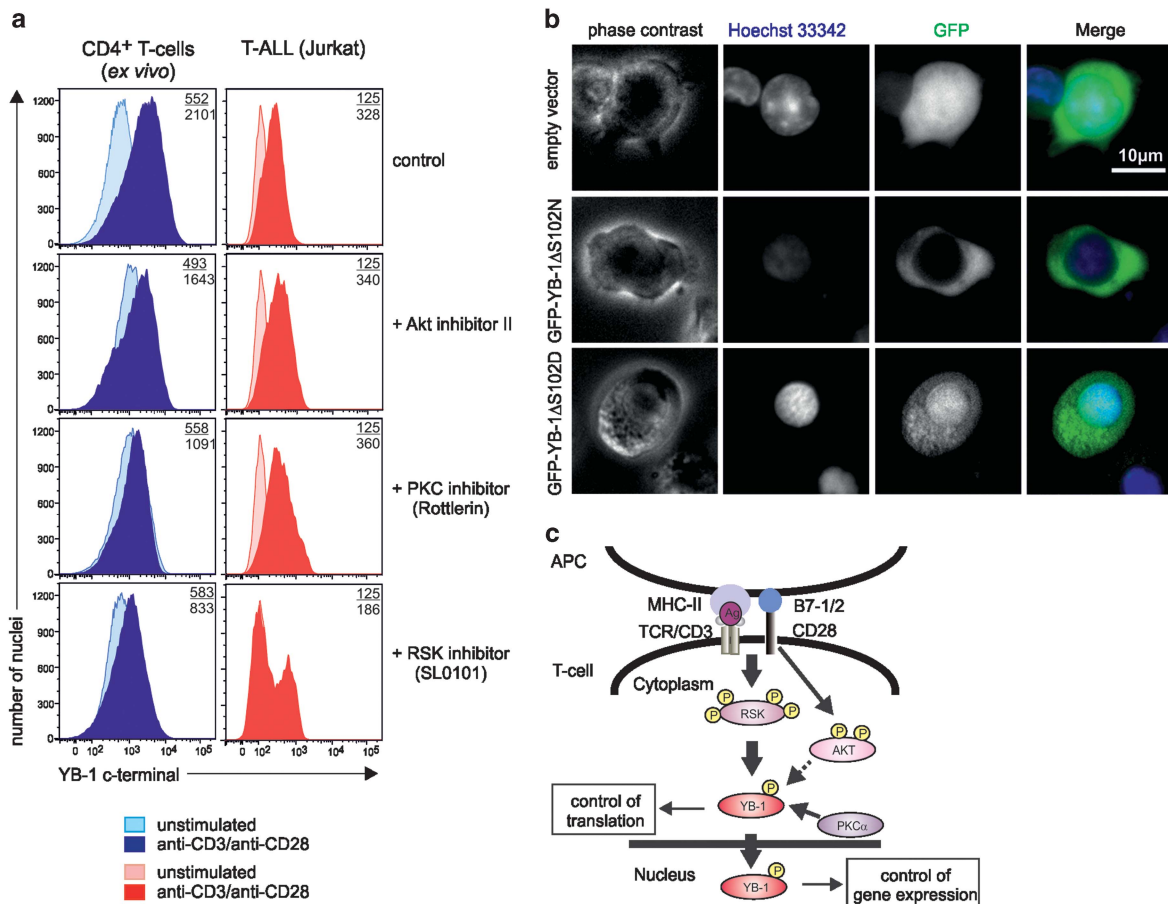 a
CD4+ T-cells
(ex vivo)
T-ALL (Jurkat)
number of nuclei
1200
900
600
300
0
552
2101
125
328
control
1200
900
600
300
0
493
1643
125
340
+ Akt inhibitor II
1200
900
600
300
0
558
1091
125
360
+ PKC inhibitor
(Rottlerin)
1200
900
600
300
0
583
833
125
186
+ RSK inhibitor
(SL0101)
0 10² 10³ 10⁴ 10⁵
0 10² 10³ 10⁴ 10⁵
YB-1 c-terminal
unstimulated
anti-CD3/anti-CD28
unstimulated
anti-CD3/anti-CD28
b
phase contrast
Hoechst 33342
GFP
Merge
empty vector
10µm
GFP-YB-1ΔS102N
GFP-YB-1ΔS102D
c
APC
MHC-II
Ag
B7-1/2
TCR/CD3
CD28
T-cell
Cytoplasm
P
P
P
P
RSK
P
P
AKT
P
YB-1
control of
translation
PKCα
Nucleus
P
YB-1
control of
gene expression